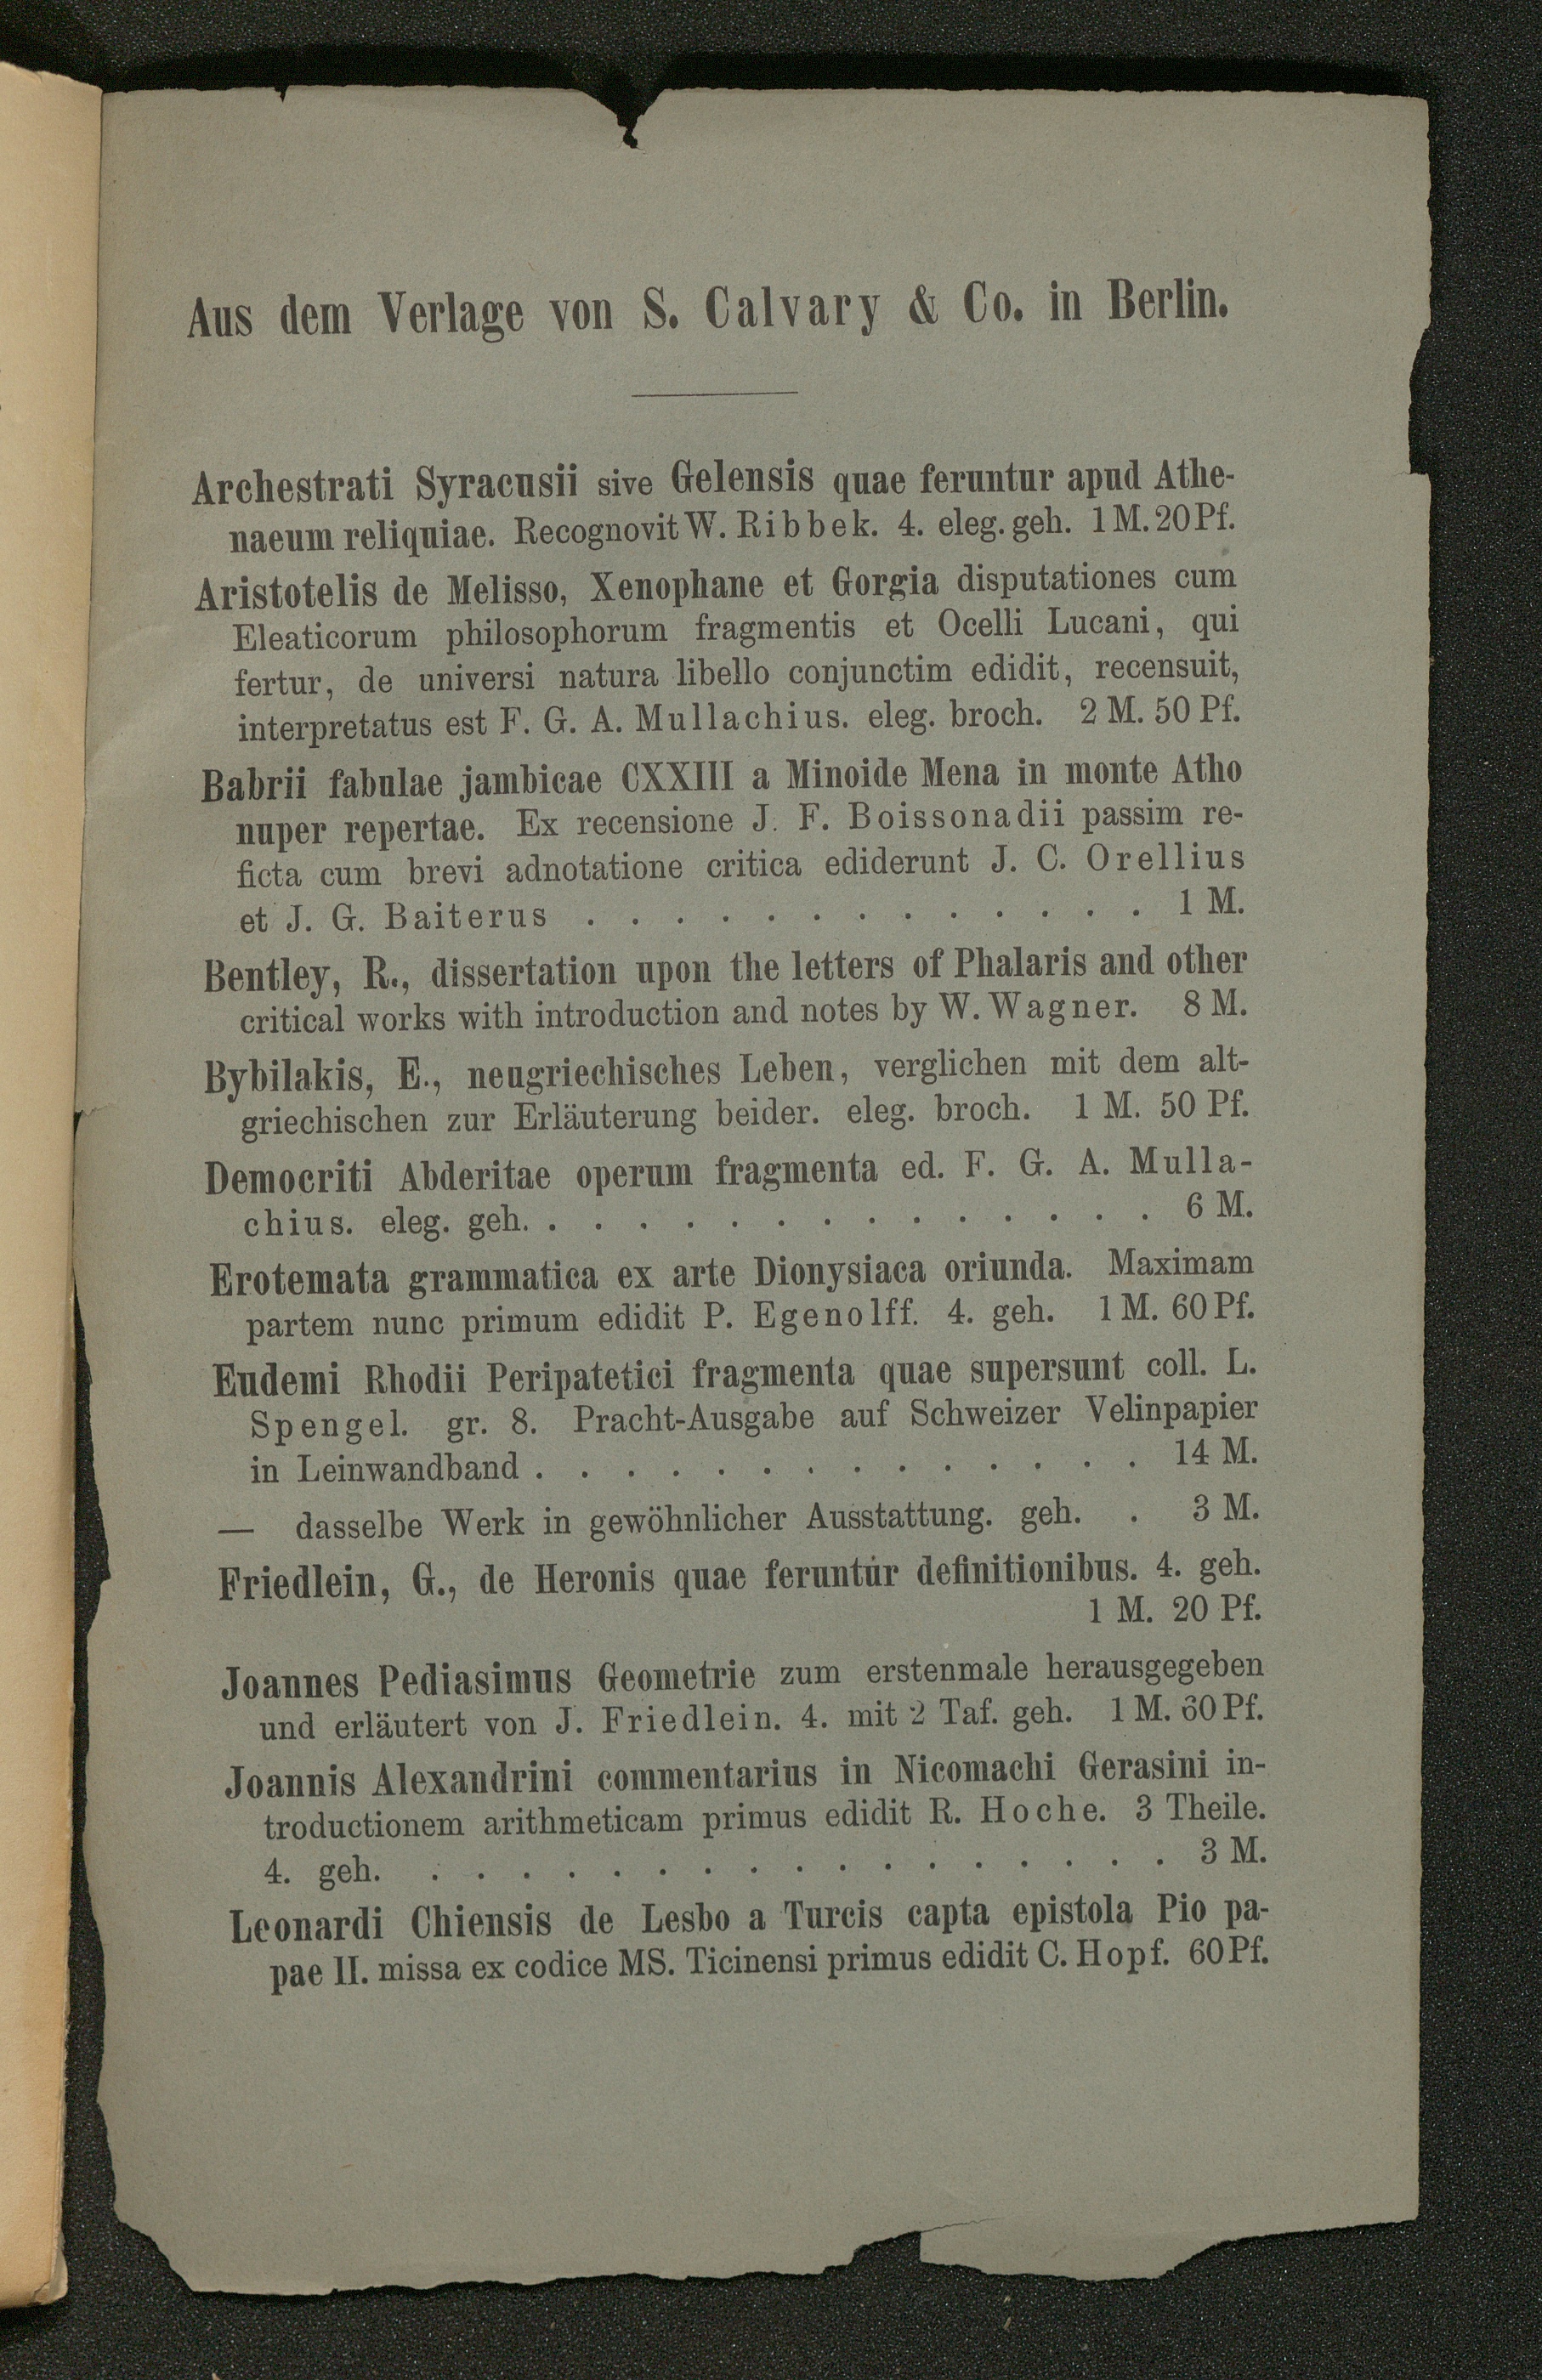 Aus dem Verlage von S. Calvary & Co. in Berlin.
Archestrati Syracusii sive Gelensis quae feruntur apud Athe-
naeum reliquiae. Recognovit W. Ribbek. 4. eleg. geh. 1 M. 20 Pf.
Aristotelis de Melisso, Xenophane et Gorgia disputationes cum
Eleaticorum philosophorum fragmentis et Ocelli Lucani, qui
fertur, de universi natura libello conjunctim edidit, recensuit,
interpretatus est F. G. A. Mullachius. eleg. broch. 2 M. 50 Pf.
Babrii fabulae jambicae CXXIII a Minoide Mena in monte Atho
nuper repertae. Ex recensione J. F. Boissonadii passim re-
ficta cum brevi adnotatione critica ediderunt J. C. Orellius
et J. G. Baiterus . . . . . . . . . . . . . 1 M.
Bentley, R., dissertation upon the letters of Phalaris and other
critical works with introduction and notes by W. Wagner. 8 M.
Bybilakis, E., neugriechisches Leben, verglichen mit dem alt-
griechischen zur Erläuterung beider. eleg. broch. 1 M. 50 Pf.
Democriti Abderitae operum fragmenta ed. F. G. A. Mulla-
chius. eleg. geh. . . . . . . . . . . . . . . 6 M.
Erotemata grammatica ex arte Dionysiaca oriunda. Maximam
partem nunc primum edidit P. Egenolff. 4. geh. 1 M. 60 Pf.
Eudemi Rhodii Peripatetici fragmenta quae supersunt coll. L.
Spengel. gr. 8. Pracht-Ausgabe auf Schweizer Velinpapier
in Leinwandband . . . . . . . . . . . . . . 14 M.
— dasselbe Werk in gewöhnlicher Ausstattung. geh. . 3 M.
Friedlein, G., de Heronis quae feruntur definitionibus. 4. geh.
1 M. 20 Pf.
Joannes Pediasimus Geometrie zum erstenmale herausgegeben
und erläutert von J. Friedlein. 4. mit 2 Taf. geh. 1 M. 60 Pf.
Joannis Alexandrini commentarius in Nicomachi Gerasini in-
troductionem arithmeticam primus edidit R. Hoche. 3 Theile.
4. geh. . . . . . . . . . . . . . . . . . 3 M.
Leonardi Chiensis de Lesbo a Turcis capta epistola Pio pa-
pae II. missa ex codice MS. Ticinensi primus edidit C. Hopf. 60 Pf.